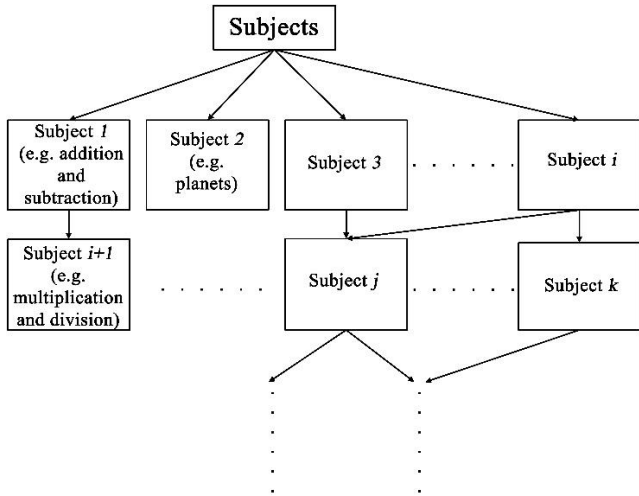 Subjects
Subject 1
(e.g. addition
and
subtraction)
Subject 2
(e.g.
planets)
Subject 3
. . . . . .
Subject i
Subject i+1
(e.g.
multiplication
and division)
. . . . . . .
Subject j
. . . . . .
Subject k